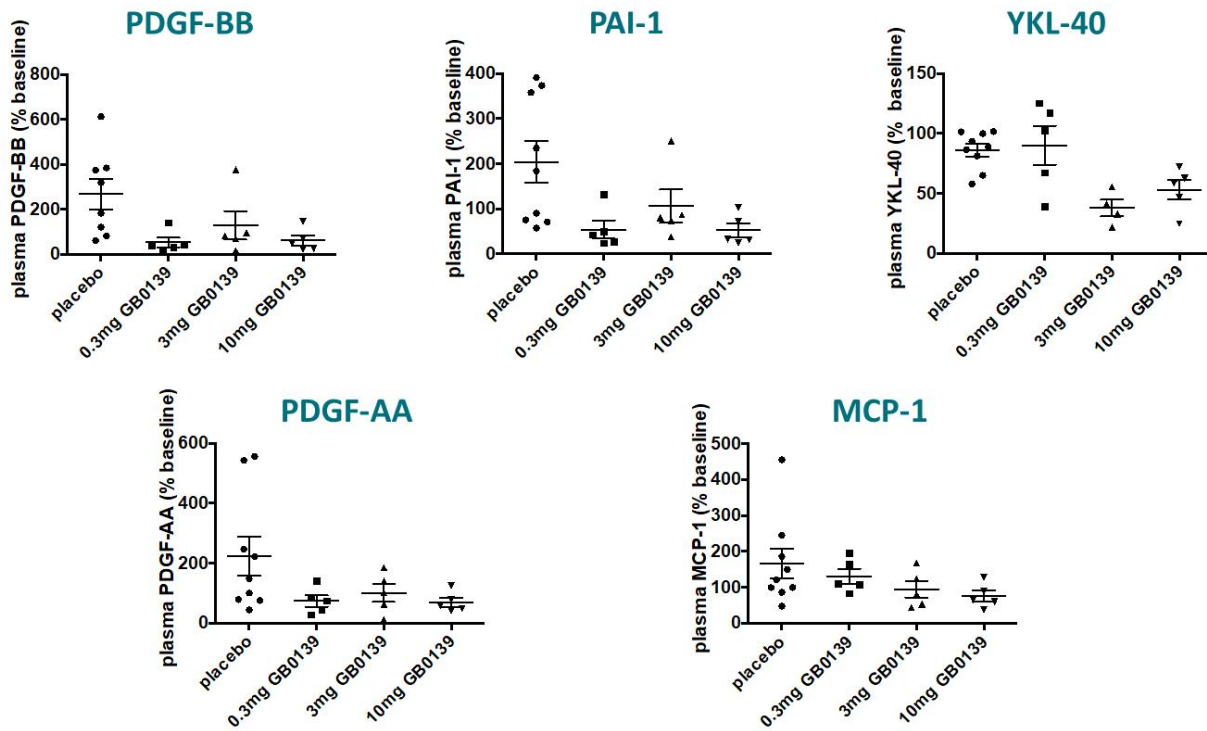 PDGF-BB
plasma PDGF-BB (% baseline)
800
600
400
200
0
placebo
0.3mg GB0139
3mg GB0139
10mg GB0139
PAI-1
plasma PAI-1 (% baseline)
400
300
200
100
0
placebo
0.3mg GB0139
3mg GB0139
10mg GB0139
YKL-40
plasma YKL-40 (% baseline)
150
100
50
0
placebo
0.3mg GB0139
3mg GB0139
10mg GB0139
PDGF-AA
plasma PDGF-AA (% baseline)
600
400
200
0
placebo
0.3mg GB0139
3mg GB0139
10mg GB0139
MCP-1
plasma MCP-1 (% baseline)
500
400
300
200
100
0
placebo
0.3mg GB0139
3mg GB0139
10mg GB0139